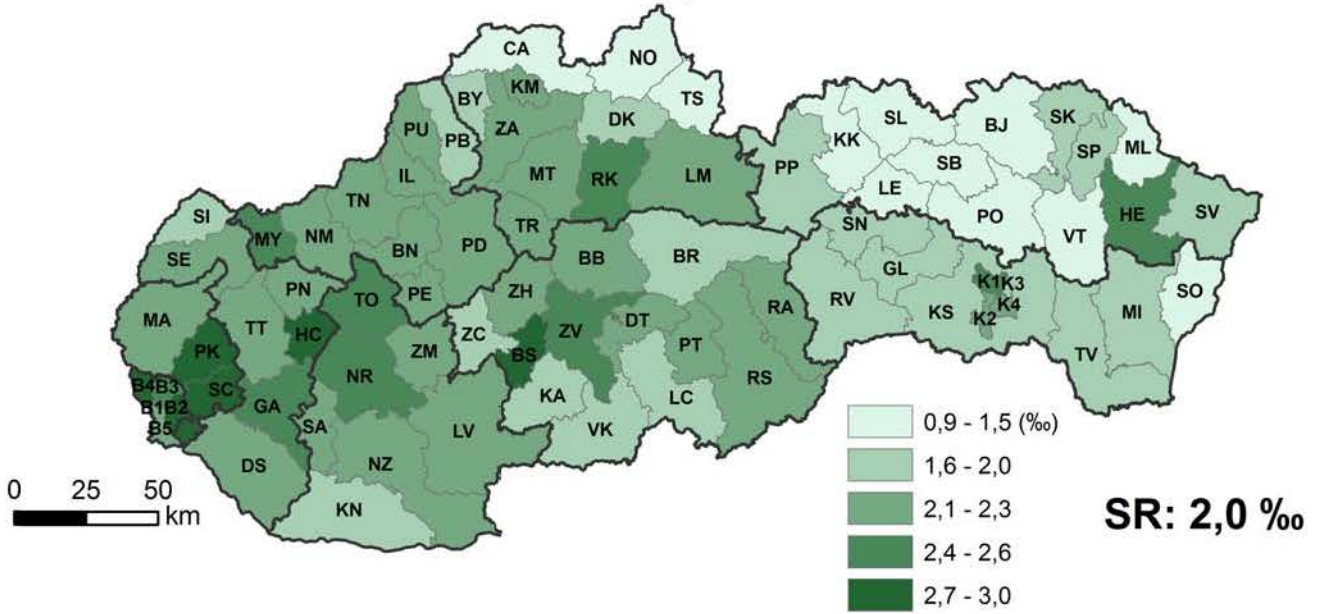 CA
NO
TS
BY
KM
PU
PB
ZA
DK
KK
SL
BJ
SK
SP
ML
SB
PP
IL
MT
RK
LM
LE
PO
HE
SV
VT
TN
SI
MY
NM
TR
BN
PD
SN
SE
BB
BR
GL
PE
ZH
PN
TO
K1
K3
K4
K2
SO
RV
KS
MI
MA
TT
HC
ZC
ZV
DT
RA
BS
PT
TV
PK
ZM
NR
RS
B4
B3
SC
B1
B2
GA
B5
KA
LC
SA
LV
VK
DS
NZ
KN
0 25 50
km
0,9 - 1,5 (‰)
1,6 - 2,0
2,1 - 2,3
2,4 - 2,6
2,7 - 3,0
SR: 2,0 ‰